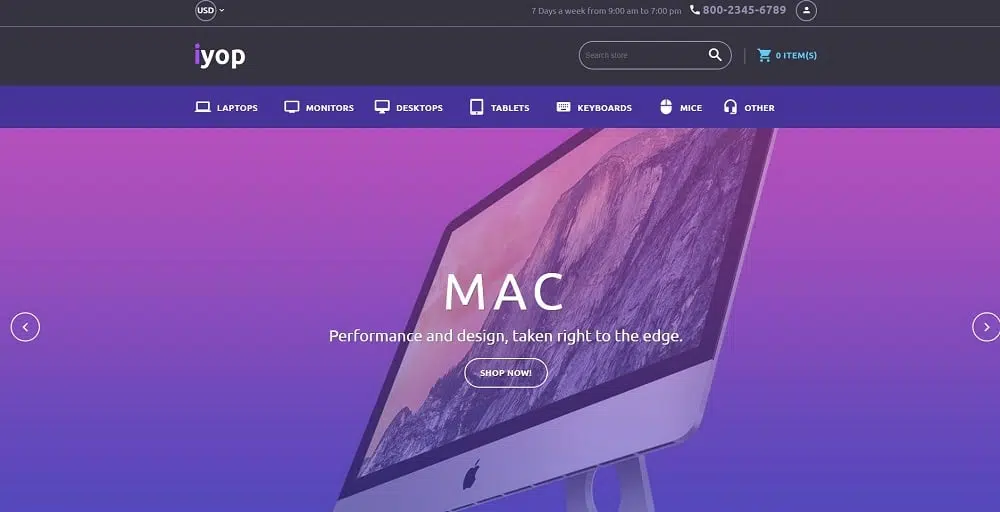 USD
7 Days a week from 9:00 am to 7:00 pm 800-2345-6789
iyop
Search store
0 ITEM(S)
LAPTOPS MONITORS DESKTOPS TABLETS KEYBOARDS MICE OTHER
MAC
Performance and design, taken right to the edge.
SHOP NOW!